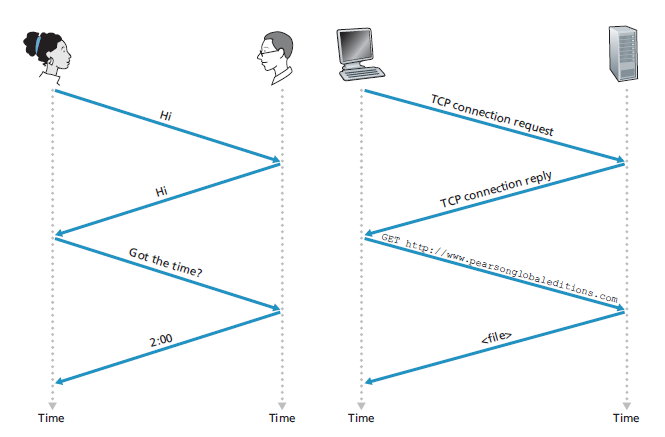 Hi
Hi
Got the time?
2:00
Time
Time
TCP connection request
TCP connection reply
GET http://www.pearsonglobaleditions.com
<file>
Time
Time